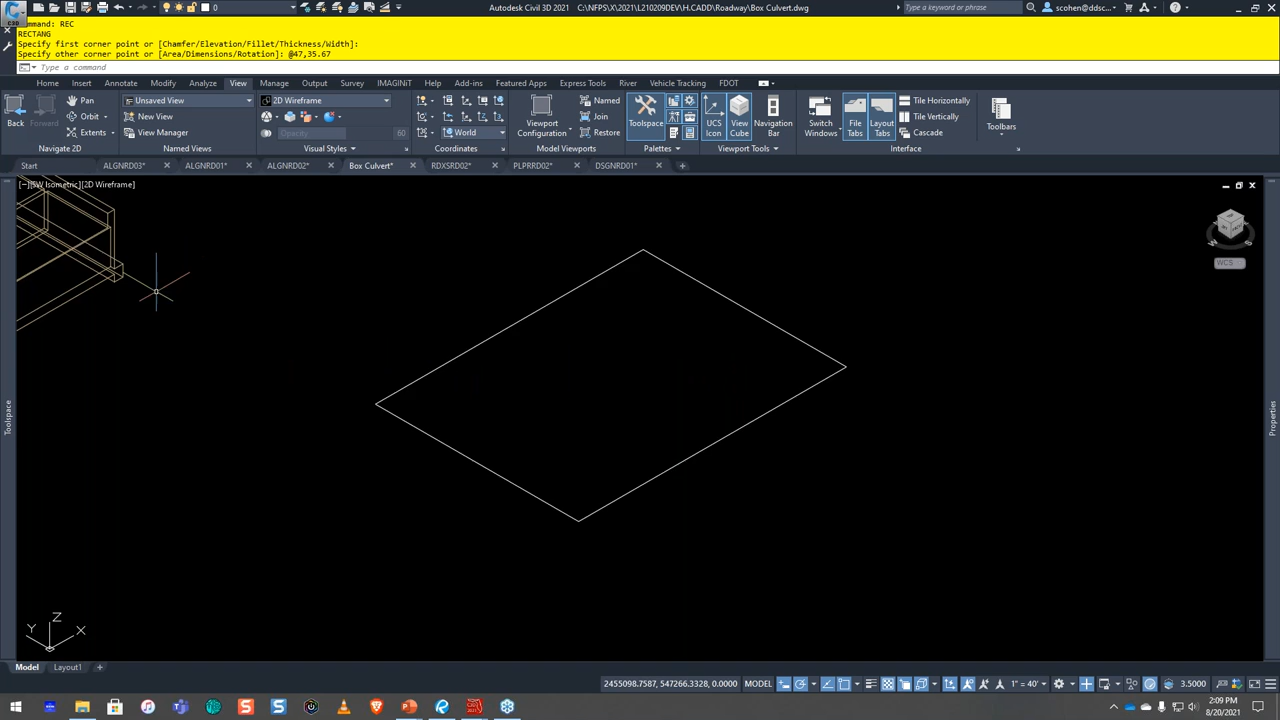 C3D
0
Autodesk Civil 3D 2021 C:\NFPS\X\2021\L210209DEV\H.CADD\Roadway\Box Culvert.dwg
Type a keyword or phrase
scohen@ddsc...
Command: REC
RECTANG
Specify first corner point or [Chamfer/Elevation/Fillet/Thickness/Width]:
Specify other corner point or [Area/Dimensions/Rotation]: @47,35.67
Type a command
Home Insert Annotate Modify Analyze View Manage Output Survey IMAGINiT Help Add-ins Featured Apps Express Tools River Vehicle Tracking FDOT
Back Forward Pan Orbit Extents
Navigate 2D
Unsaved View
New View
View Manager
Named Views
2D Wireframe
Opacity 60
Visual Styles
World
Coordinates
Viewport Configuration
Named
Join
Restore
Model Viewports
Toolspace
Palettes
UCS Icon
View Cube
Navigation Bar
Viewport Tools
Switch Windows
File Tabs
Layout Tabs
Tile Horizontally
Tile Vertically
Cascade
Interface
Toolbars
Start ALGNRD03* ALGNRD01* ALGNRD02* Box Culvert* RDXSRD02* PLPRRD02* DSGNRD01*
[−][SW Isometric][2D Wireframe]
W S
WCS
Toolspace
Properties
Z
Y X
Model Layout1
2455098.7587, 547266.3328, 0.0000 MODEL 1" = 40' 3.5000
2:09 PM
8/20/2021